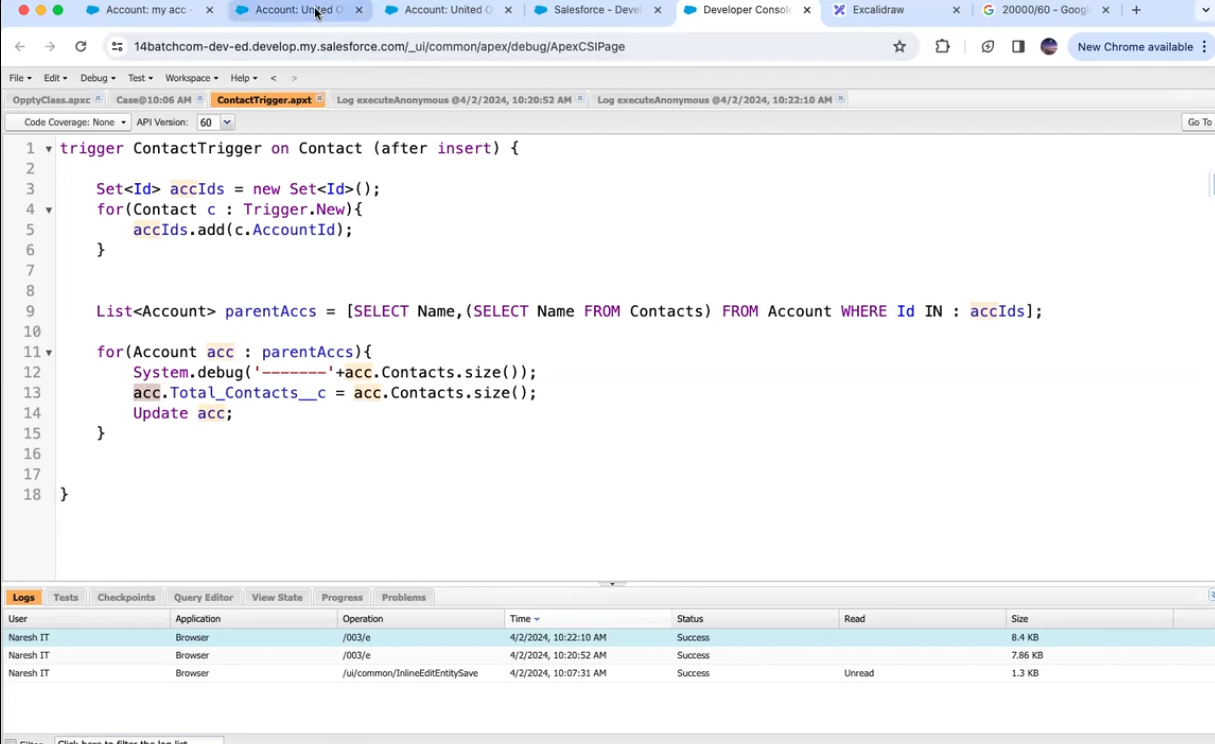 Account: my acc -
Account: United O
Account: United O
Salesforce - Devel
Developer Console
Excalidraw
20000/60 - Googl
14batchcom-dev-ed.develop.my.salesforce.com/_ui/common/apex/debug/ApexCSIPage
New Chrome available
File Edit Debug Test Workspace Help < >
OpptyClass.apxc
Case@10:06 AM
ContactTrigger.apxt
Log executeAnonymous @4/2/2024, 10:20:52 AM
Log executeAnonymous @4/2/2024, 10:22:10 AM
Code Coverage: None API Version: 60 Go To
1 trigger ContactTrigger on Contact (after insert) {
2
3 Set<Id> accIds = new Set<Id>();
4 for(Contact c : Trigger.New){
5 accIds.add(c.AccountId);
6 }
7
8
9 List<Account> parentAccs = [SELECT Name,(SELECT Name FROM Contacts) FROM Account WHERE Id IN : accIds];
10
11 for(Account acc : parentAccs){
12 System.debug('-------'+acc.Contacts.size());
13 acc.Total_Contacts__c = acc.Contacts.size();
14 Update acc;
15 }
16
17
18 }
Logs Tests Checkpoints Query Editor View State Progress Problems
User Application Operation Time Status Read Size
Naresh IT Browser /003/e 4/2/2024, 10:22:10 AM Success 8.4 KB
Naresh IT Browser /003/e 4/2/2024, 10:20:52 AM Success 7.86 KB
Naresh IT Browser /ui/common/InlineEditEntitySave 4/2/2024, 10:07:31 AM Success Unread 1.3 KB
Filter Click here to filter the log list